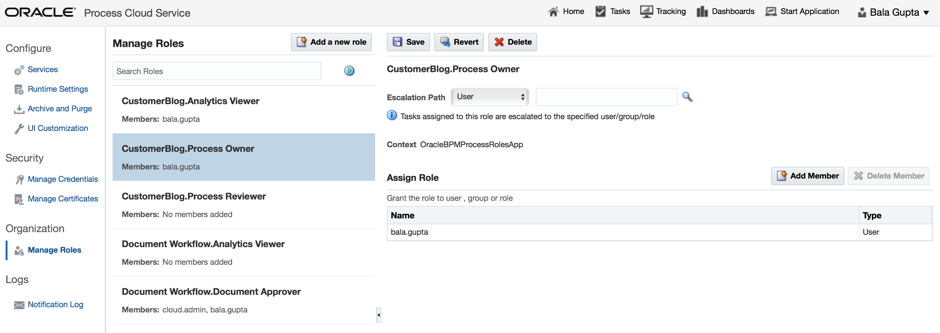 ORACLE Process Cloud Service
Home Tasks Tracking Dashboards Start Application Bala Gupta
Configure
Services
Runtime Settings
Archive and Purge
UI Customization
Security
Manage Credentials
Manage Certificates
Organization
Manage Roles
Logs
Notification Log
Manage Roles
Add a new role
Search Roles
CustomerBlog.Analytics Viewer
Members: bala.gupta
CustomerBlog.Process Owner
Members: bala.gupta
CustomerBlog.Process Reviewer
Members: No members added
Document Workflow.Analytics Viewer
Members: No members added
Document Workflow.Document Approver
Members: cloud.admin, bala.gupta
Save Revert Delete
CustomerBlog.Process Owner
Escalation Path User
Tasks assigned to this role are escalated to the specified user/group/role
Context OracleBPMProcessRolesApp
Assign Role
Add Member Delete Member
Grant the role to user , group or role
Name Type
bala.gupta User